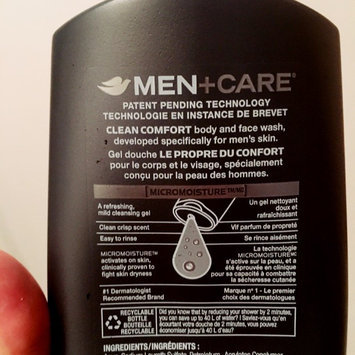 MEN+CARE®
PATENT PENDING TECHNOLOGY
TECHNOLOGIE EN INSTANCE DE BREVET
CLEAN COMFORT body and face wash,
developed specifically for men's skin.
Gel douche LE PROPRE DU CONFORT
pour le corps et le visage, spécialement
conçu pour la peau des hommes.
MICROMOISTURE TM/MC
A refreshing,
mild cleansing gel
Un gel nettoyant
doux et
rafraîchissant
Clean crisp scent
Vif parfum de propreté
Easy to rinse
Se rince aisément
MICROMOISTURE™
activates on skin,
clinically proven to
fight skin dryness
La technologie
MICROMOISTUREMC
s'active sur la peau, et a
été éprouvée en clinique
pour sa capacité à combattre
la sécheresse cutanée
#1 Dermatologist
Recommended Brand
Marque n° 1 - Le premier
choix des dermatologues
RECYCLABLE
BOTTLE
BOUTEILLE
RECYCLABLE
Did you know that by reducing your shower by 2 minutes,
you can save up to 40 L of water? | Saviez-vous qu'en
écourtant votre douche de 2 minutes, vous pouvez
économiser jusqu'à 40 L d'eau?
INGREDIENTS/INGRÉDIENTS :